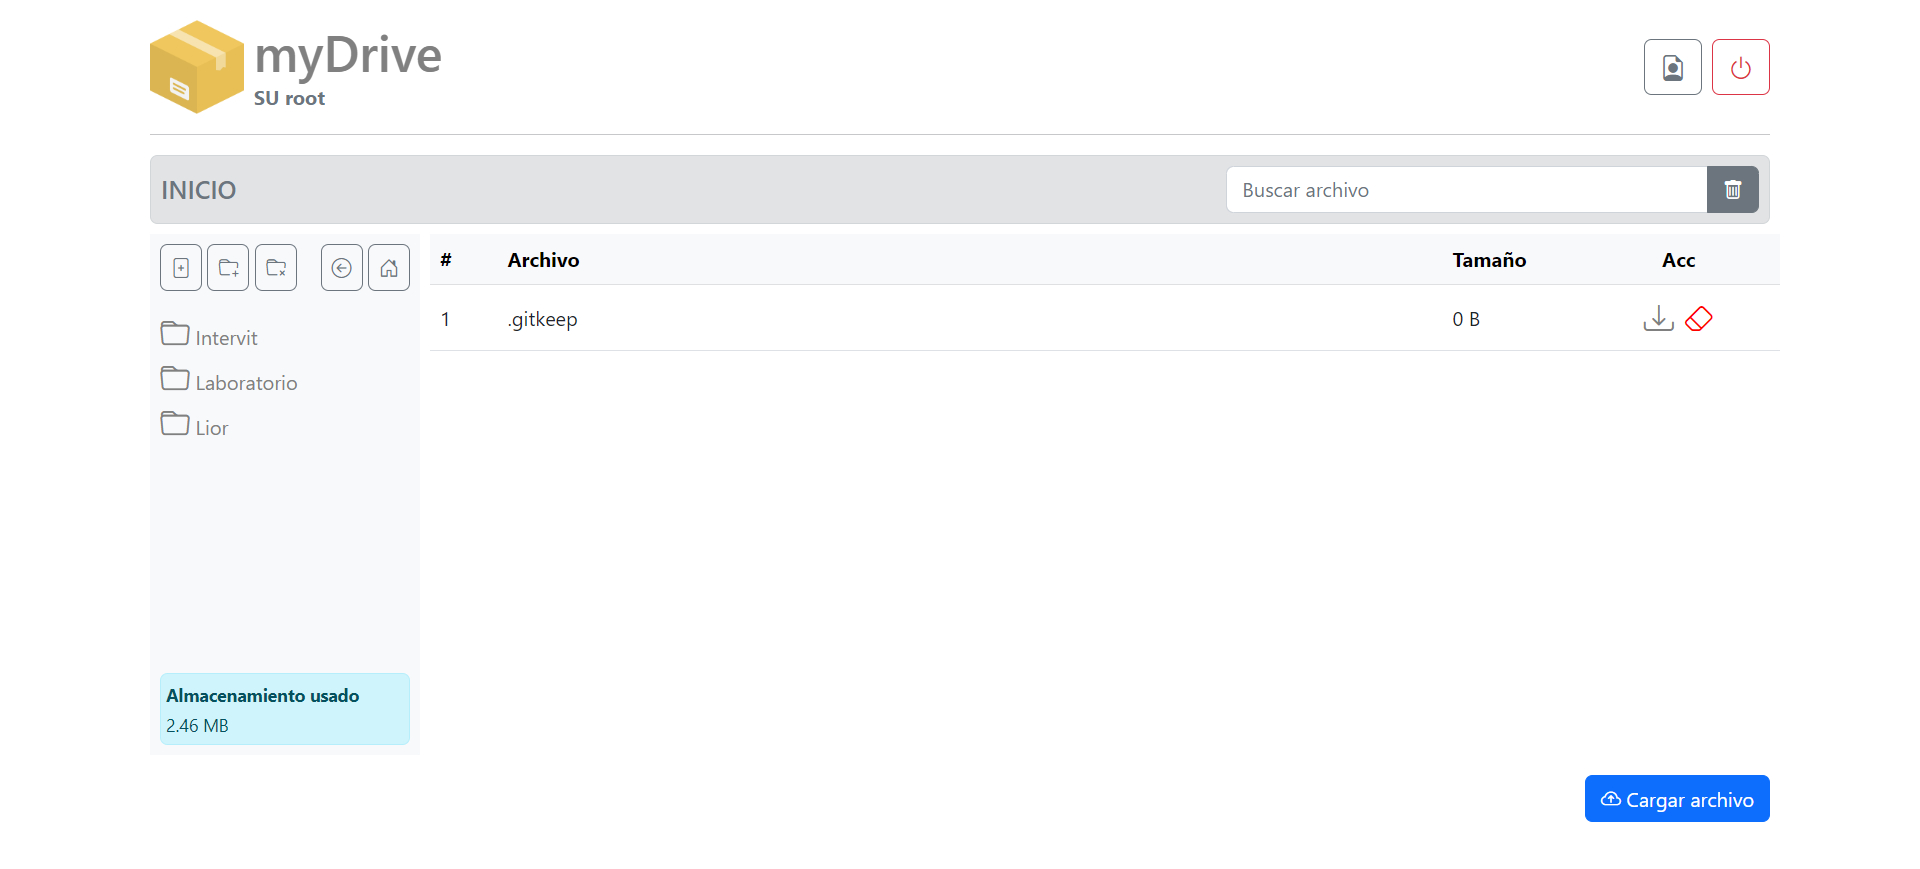 myDrive
SU root
INICIO
Buscar archivo
# Archivo Tamaño Acc
1 .gitkeep 0 B
Intervit
Laboratorio
Lior
Almacenamiento usado
2.46 MB
Cargar archivo